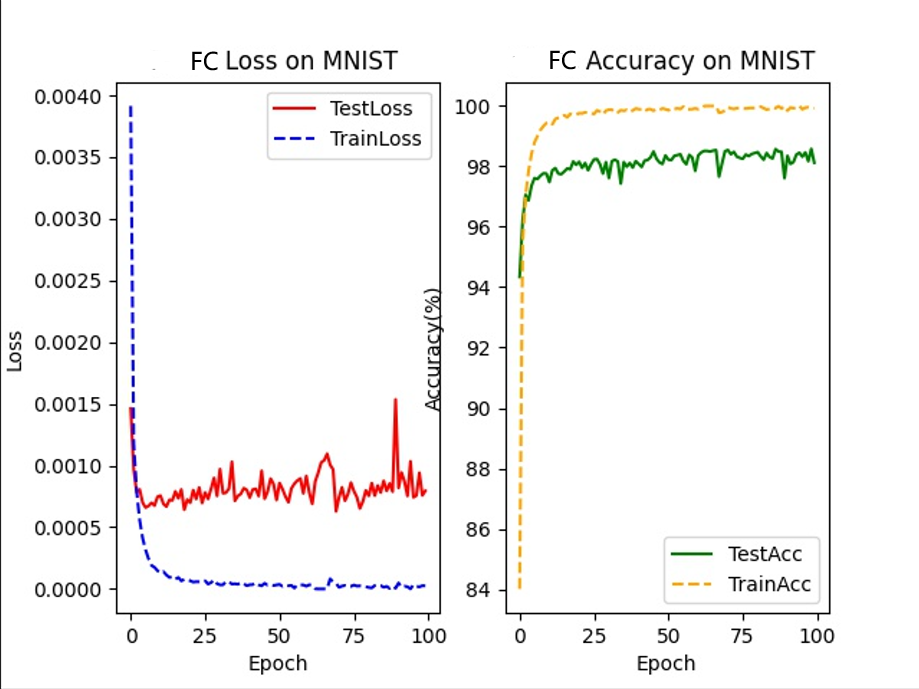 FC Loss on MNIST
TestLoss
TrainLoss
0.0040
0.0035
0.0030
0.0025
0.0020
0.0015
0.0010
0.0005
0.0000
Loss
0 25 50 75 100
Epoch
FC Accuracy on MNIST
100
98
96
94
92
90
88
86
84
Accuracy(%)
TestAcc
TrainAcc
0 25 50 75 100
Epoch